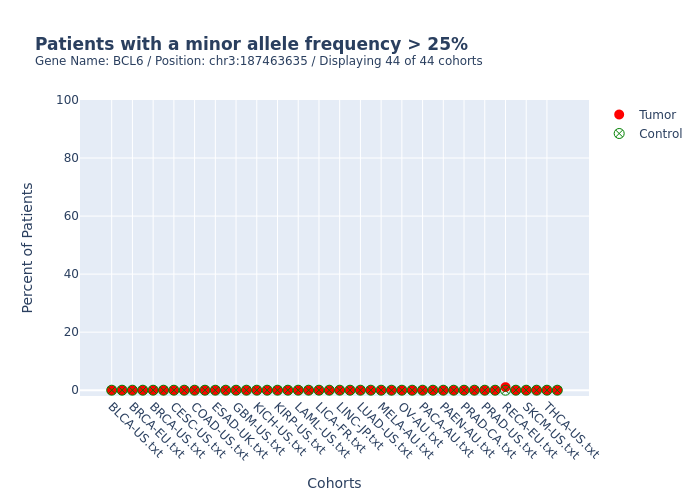 Patients with a minor allele frequency > 25%
Gene Name: BCL6 / Position: chr3:187463635 / Displaying 44 of 44 cohorts
Tumor
Control
Percent of Patients
100
80
60
40
20
0
BLCA-US.txt
BRCA-EU.txt
BRCA-US.txt
CESC-US.txt
COAD-US.txt
ESAD-UK.txt
GBM-US.txt
KICH-US.txt
KIRP-US.txt
LAML-US.txt
LICA-FR.txt
LINC-JP.txt
LUAD-US.txt
MELA-AU.txt
OV-AU.txt
PACA-AU.txt
PAEN-AU.txt
PRAD-CA.txt
PRAD-US.txt
RECA-EU.txt
SKCM-US.txt
THCA-US.txt
Cohorts